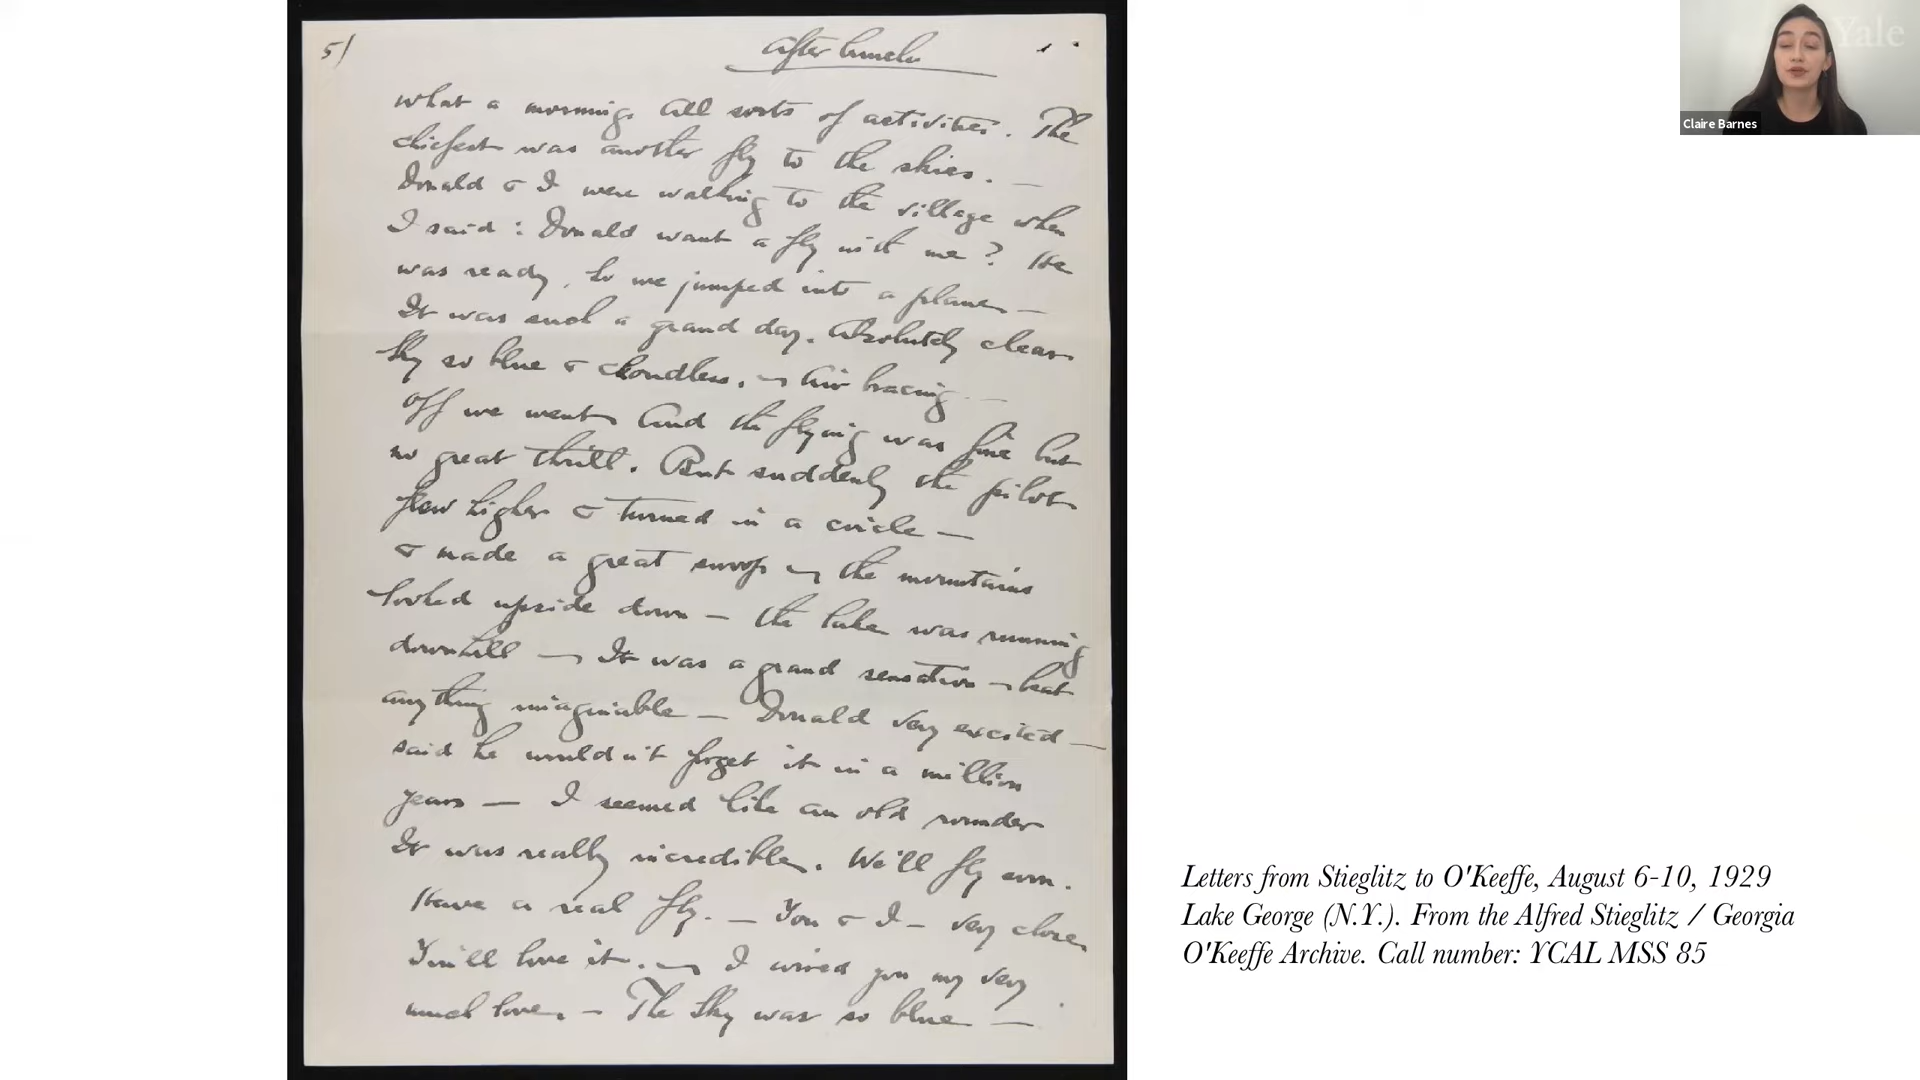 5/
After lunch
What a morning. All sorts of activities. The
chiefest was another fly to the skies. —
Donald & I were walking to the village when
I said : Donald want a fly with me? He
was ready. So we jumped into a plane —
It was such a grand day. Absolutely clear
Sky so blue & cloudless. — Air bracing —
Off we went. And the flying was fine but
no great thrill. But suddenly the pilot
flew higher & turned in a circle —
& made a great swoop — the mountains
looked upside down — the lake was running
downhill — It was a grand sensation — beat
anything imaginable — Donald very excited —
said he wouldn't forget it in a million
years — I seemed like an old rounder
It was really incredible. We'll fly soon.
Have a real fly. — You & I — very close.
You'll love it. — I wired you my very
much love. — The Sky was so blue —
Yale
Claire Barnes
Letters from Stieglitz to O'Keeffe, August 6-10, 1929
Lake George (N.Y.). From the Alfred Stieglitz / Georgia
O'Keeffe Archive. Call number: YCAL MSS 85